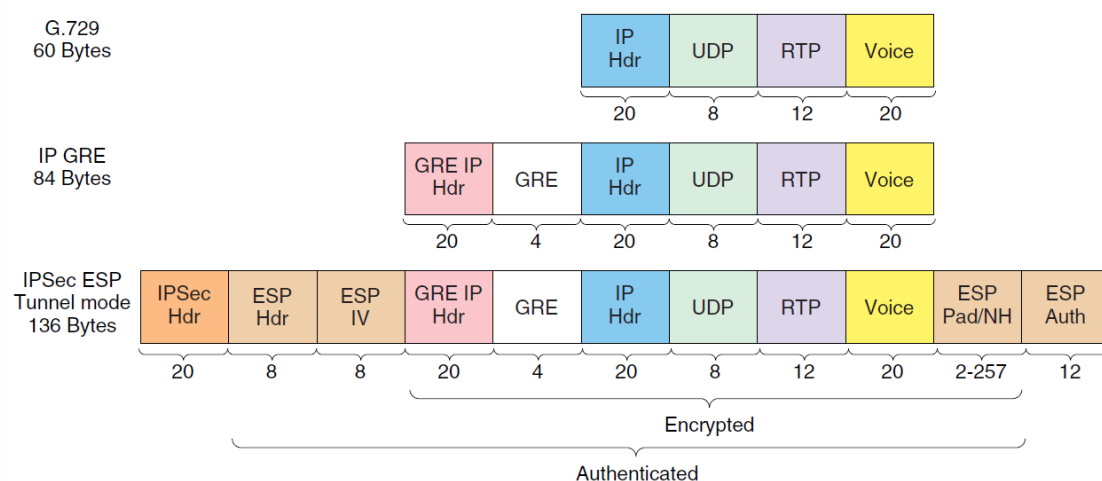 G.729
60 Bytes
IP
Hdr
UDP
RTP
Voice
20
8
12
20
IP GRE
84 Bytes
GRE IP
Hdr
GRE
IP
Hdr
UDP
RTP
Voice
20
4
20
8
12
20
IPSec ESP
Tunnel mode
136 Bytes
IPSec
Hdr
ESP
Hdr
ESP
IV
GRE IP
Hdr
GRE
IP
Hdr
UDP
RTP
Voice
ESP
Pad/NH
ESP
Auth
20
8
8
20
4
20
8
12
20
2-257
12
Encrypted
Authenticated